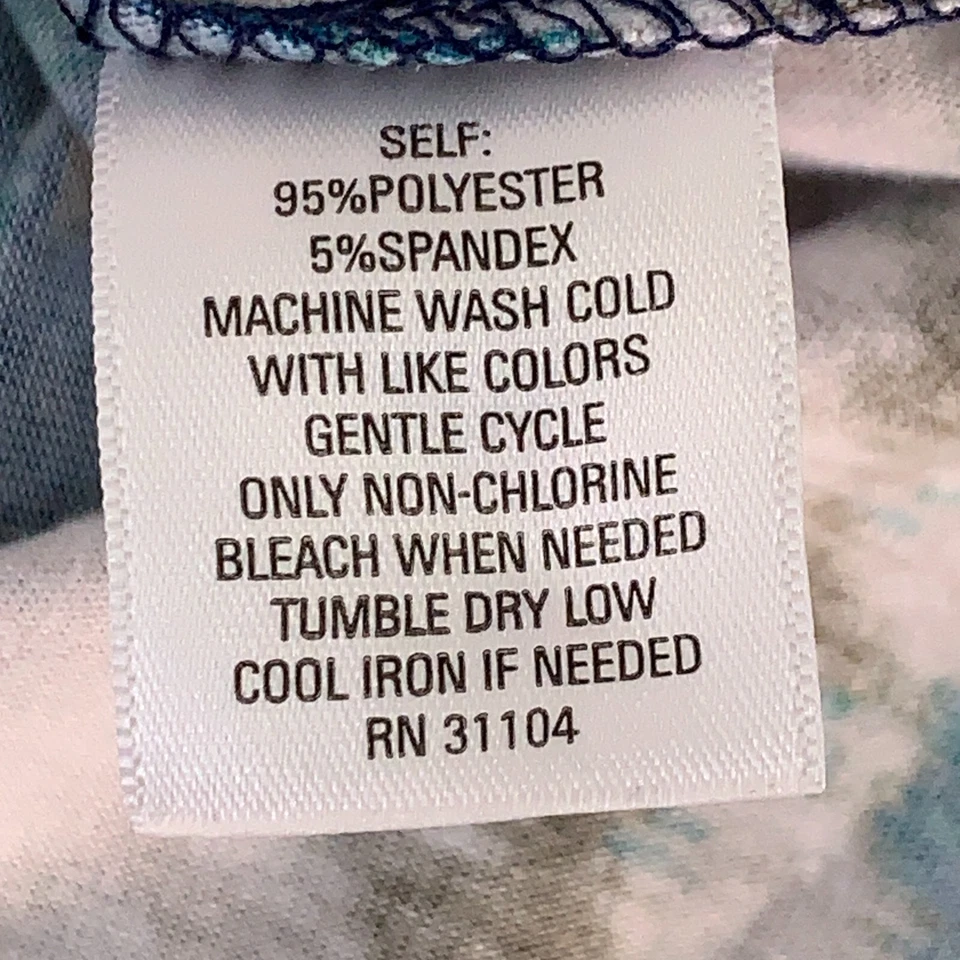 SELF:
95%POLYESTER
5%SPANDEX
MACHINE WASH COLD
WITH LIKE COLORS
GENTLE CYCLE
ONLY NON-CHLORINE
BLEACH WHEN NEEDED
TUMBLE DRY LOW
COOL IRON IF NEEDED
RN 31104